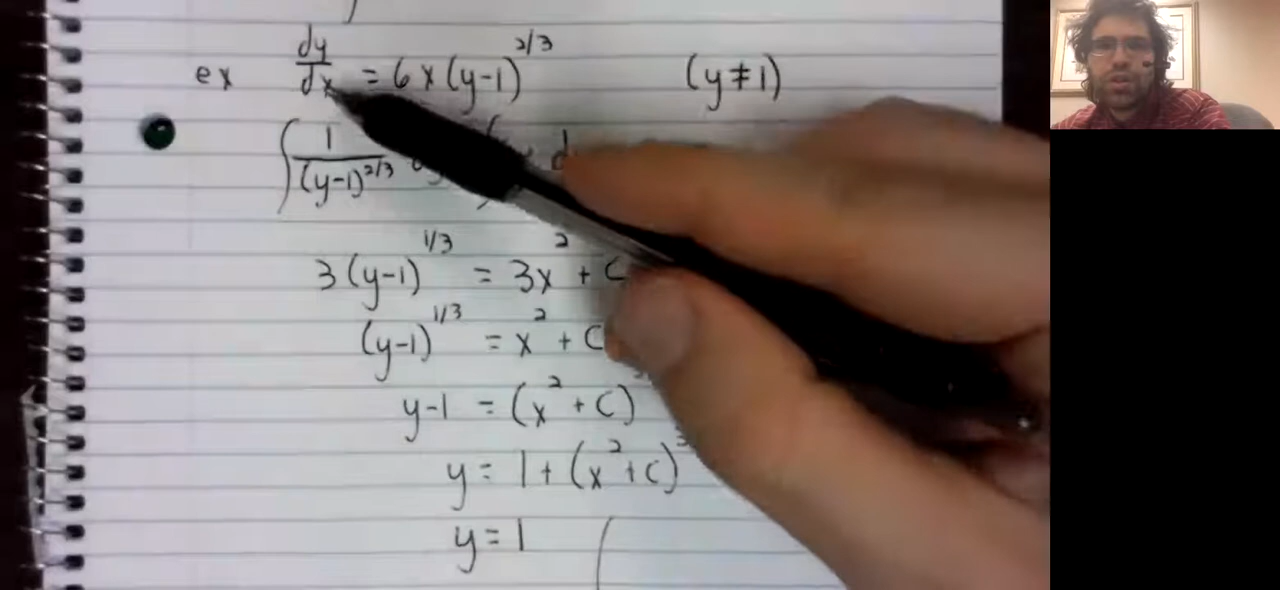 ex dy/dx = 6x(y-1)^2/3 (y≠1)
∫ 1/(y-1)^2/3
3(y-1)^1/3 = 3x^2 + C
(y-1)^1/3 = x^2 + C
y-1 = (x^2 + C)
y = 1 + (x^2 + C)
y = 1